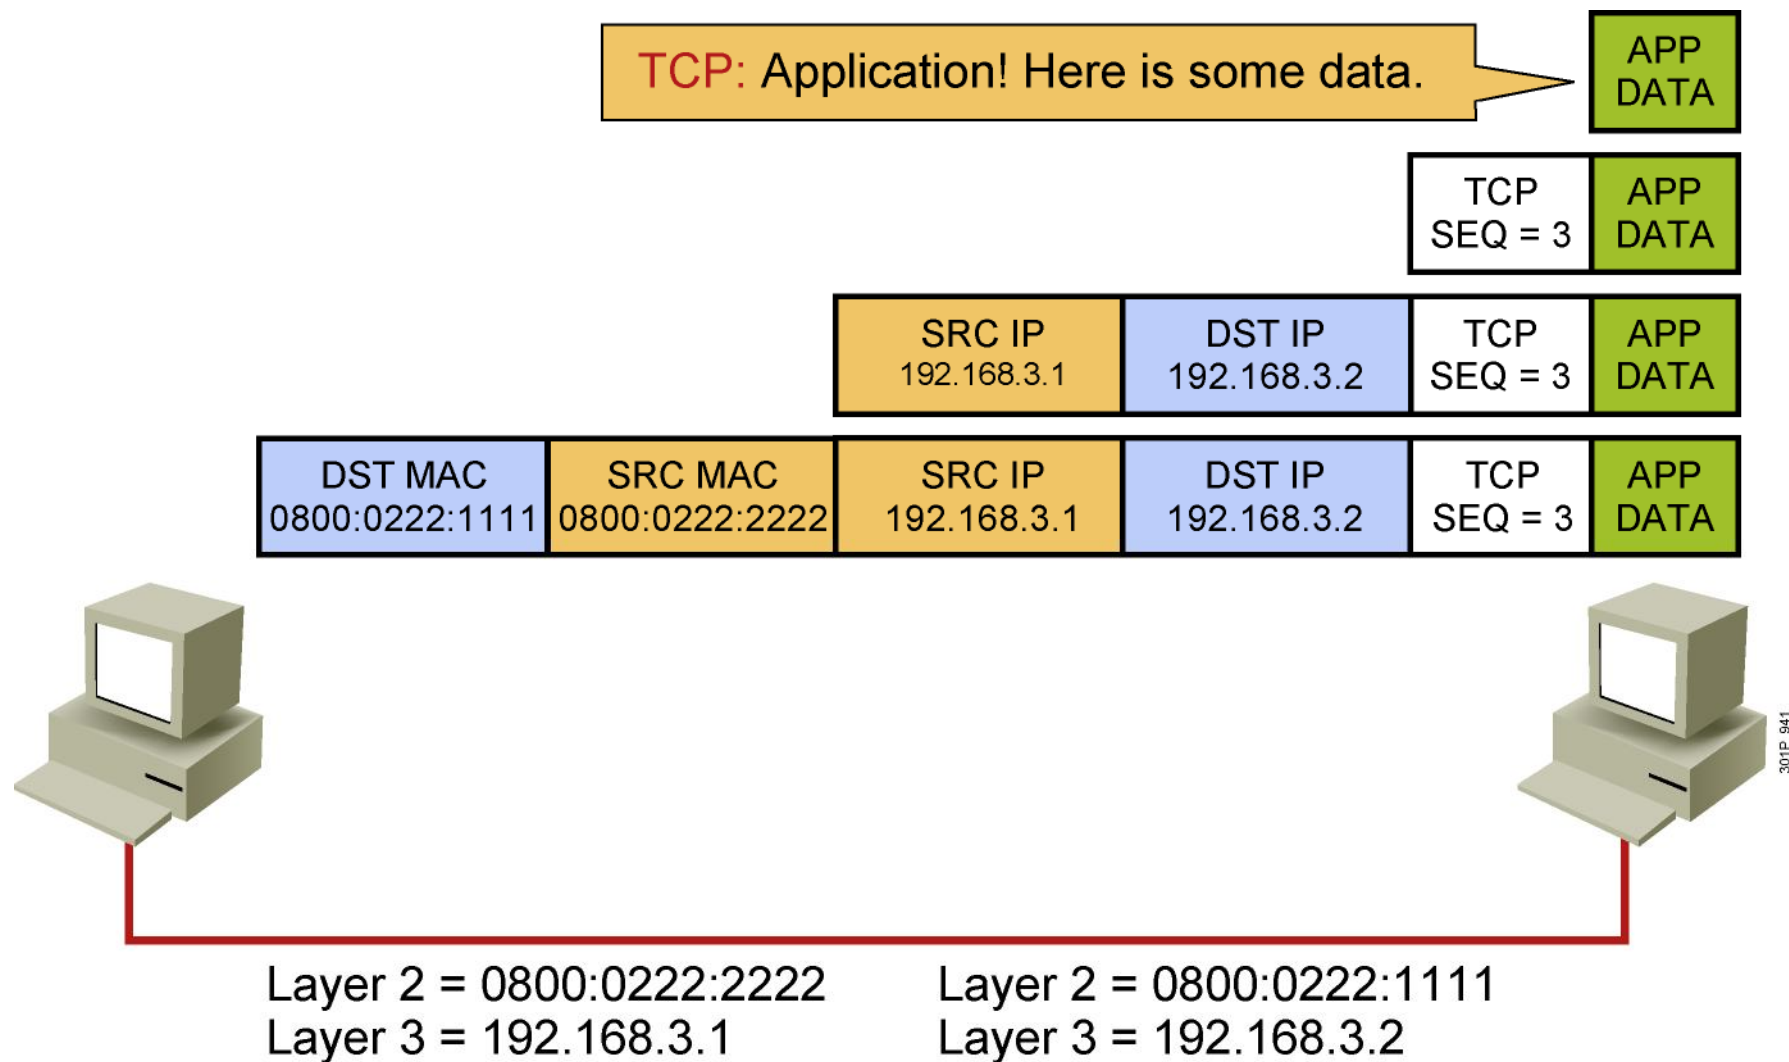 TCP: Application! Here is some data.
APP
DATA
TCP
SEQ = 3
APP
DATA
SRC IP
192.168.3.1
DST IP
192.168.3.2
TCP
SEQ = 3
APP
DATA
DST MAC
0800:0222:1111
SRC MAC
0800:0222:2222
SRC IP
192.168.3.1
DST IP
192.168.3.2
TCP
SEQ = 3
APP
DATA
301P_941
Layer 2 = 0800:0222:2222
Layer 3 = 192.168.3.1
Layer 2 = 0800:0222:1111
Layer 3 = 192.168.3.2